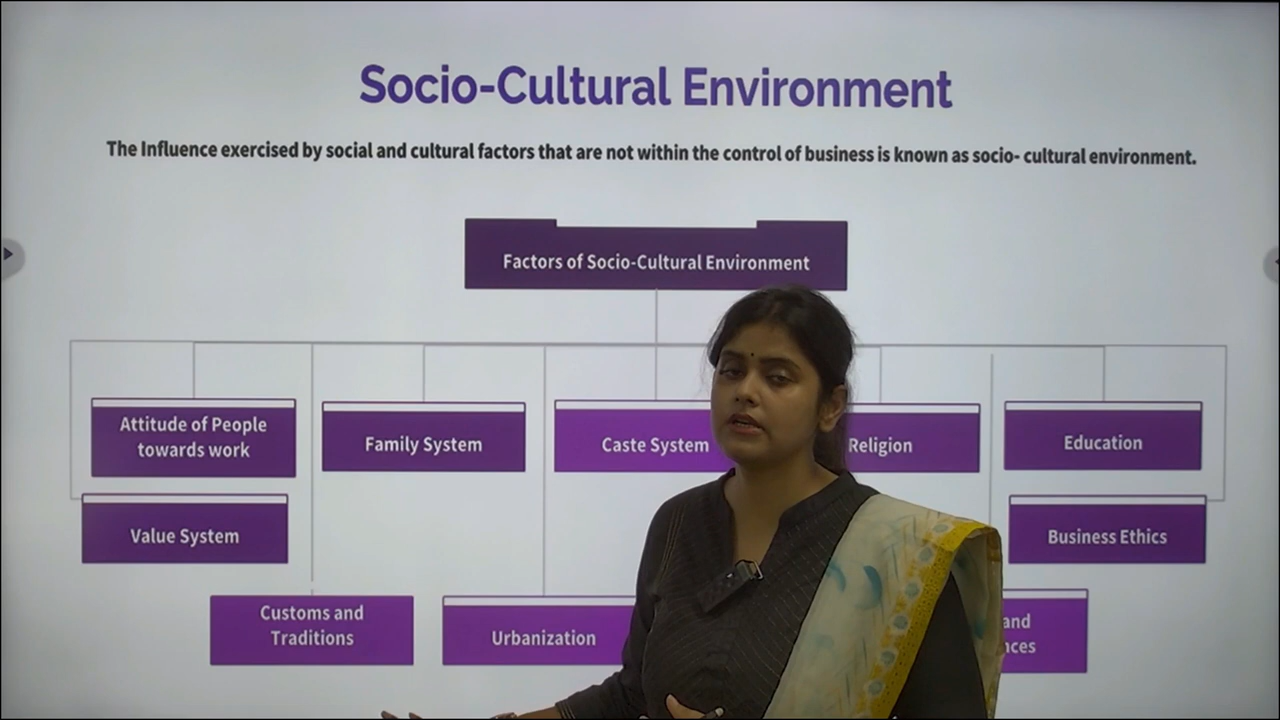 Socio-Cultural Environment
The Influence exercised by social and cultural factors that are not within the control of business is known as socio- cultural environment.
Factors of Socio-Cultural Environment
Attitude of People
towards work
Family System
Caste System
Religion
Education
Value System
Business Ethics
Customs and
Traditions
Urbanization
and